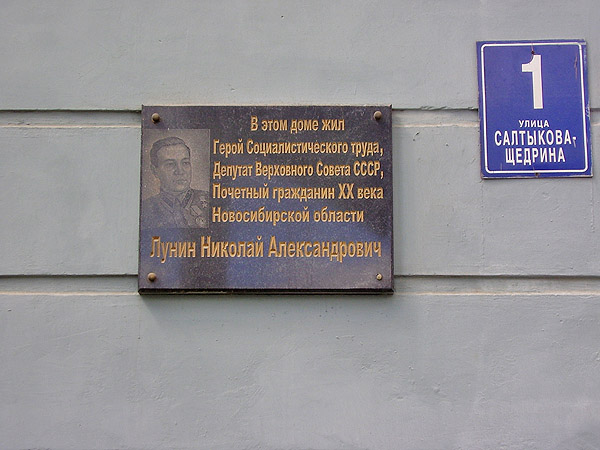 В этом доме жил
Герой Социалистического труда,
Депутат Верховного Совета СССР,
Почетный гражданин XX века
Новосибирской области
Лунин Николай Александрович
1
УЛИЦА
САЛТЫКОВА-
ЩЕДРИНА